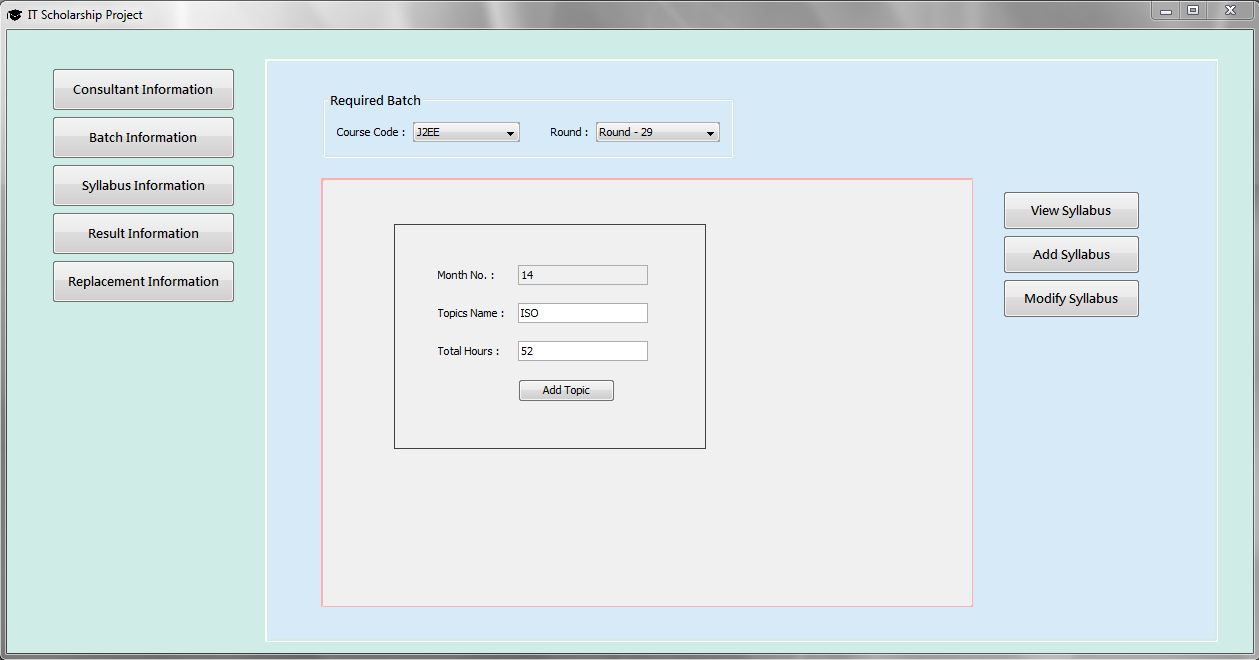 IT Scholarship Project
Consultant Information
Batch Information
Syllabus Information
Result Information
Replacement Information
Required Batch
Course Code : J2EE Round : Round - 29
Month No. : 14
Topics Name : ISO
Total Hours : 52
Add Topic
View Syllabus
Add Syllabus
Modify Syllabus